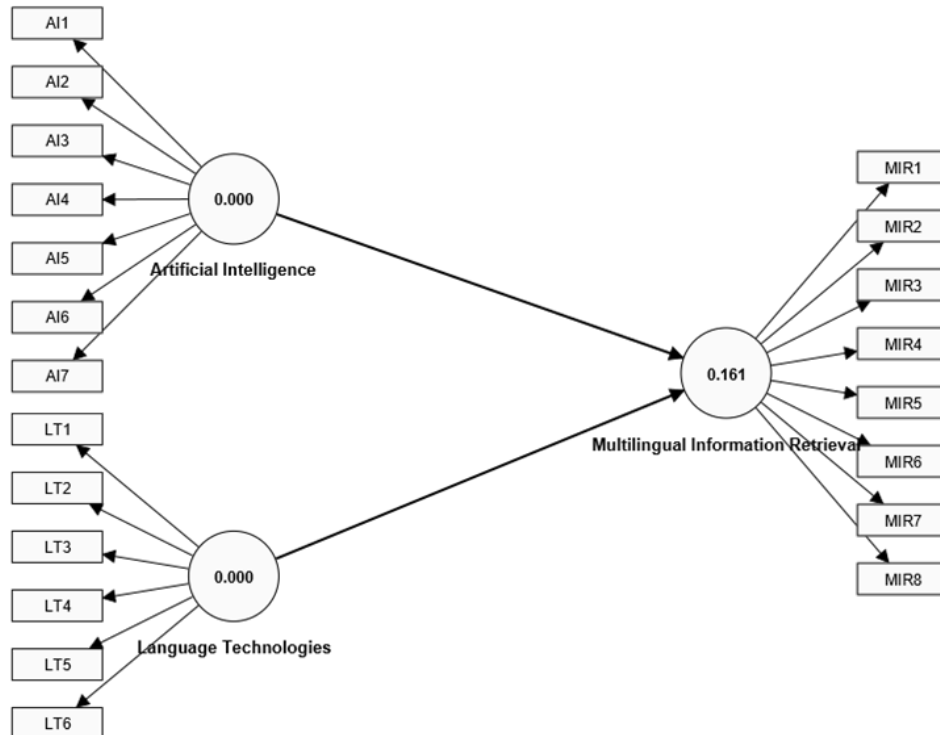 AI1
AI2
AI3
AI4
AI5
AI6
AI7
0.000
Artificial Intelligence
LT1
LT2
LT3
LT4
LT5
LT6
0.000
Language Technologies
0.161
Multilingual Information Retrieval
MIR1
MIR2
MIR3
MIR4
MIR5
MIR6
MIR7
MIR8